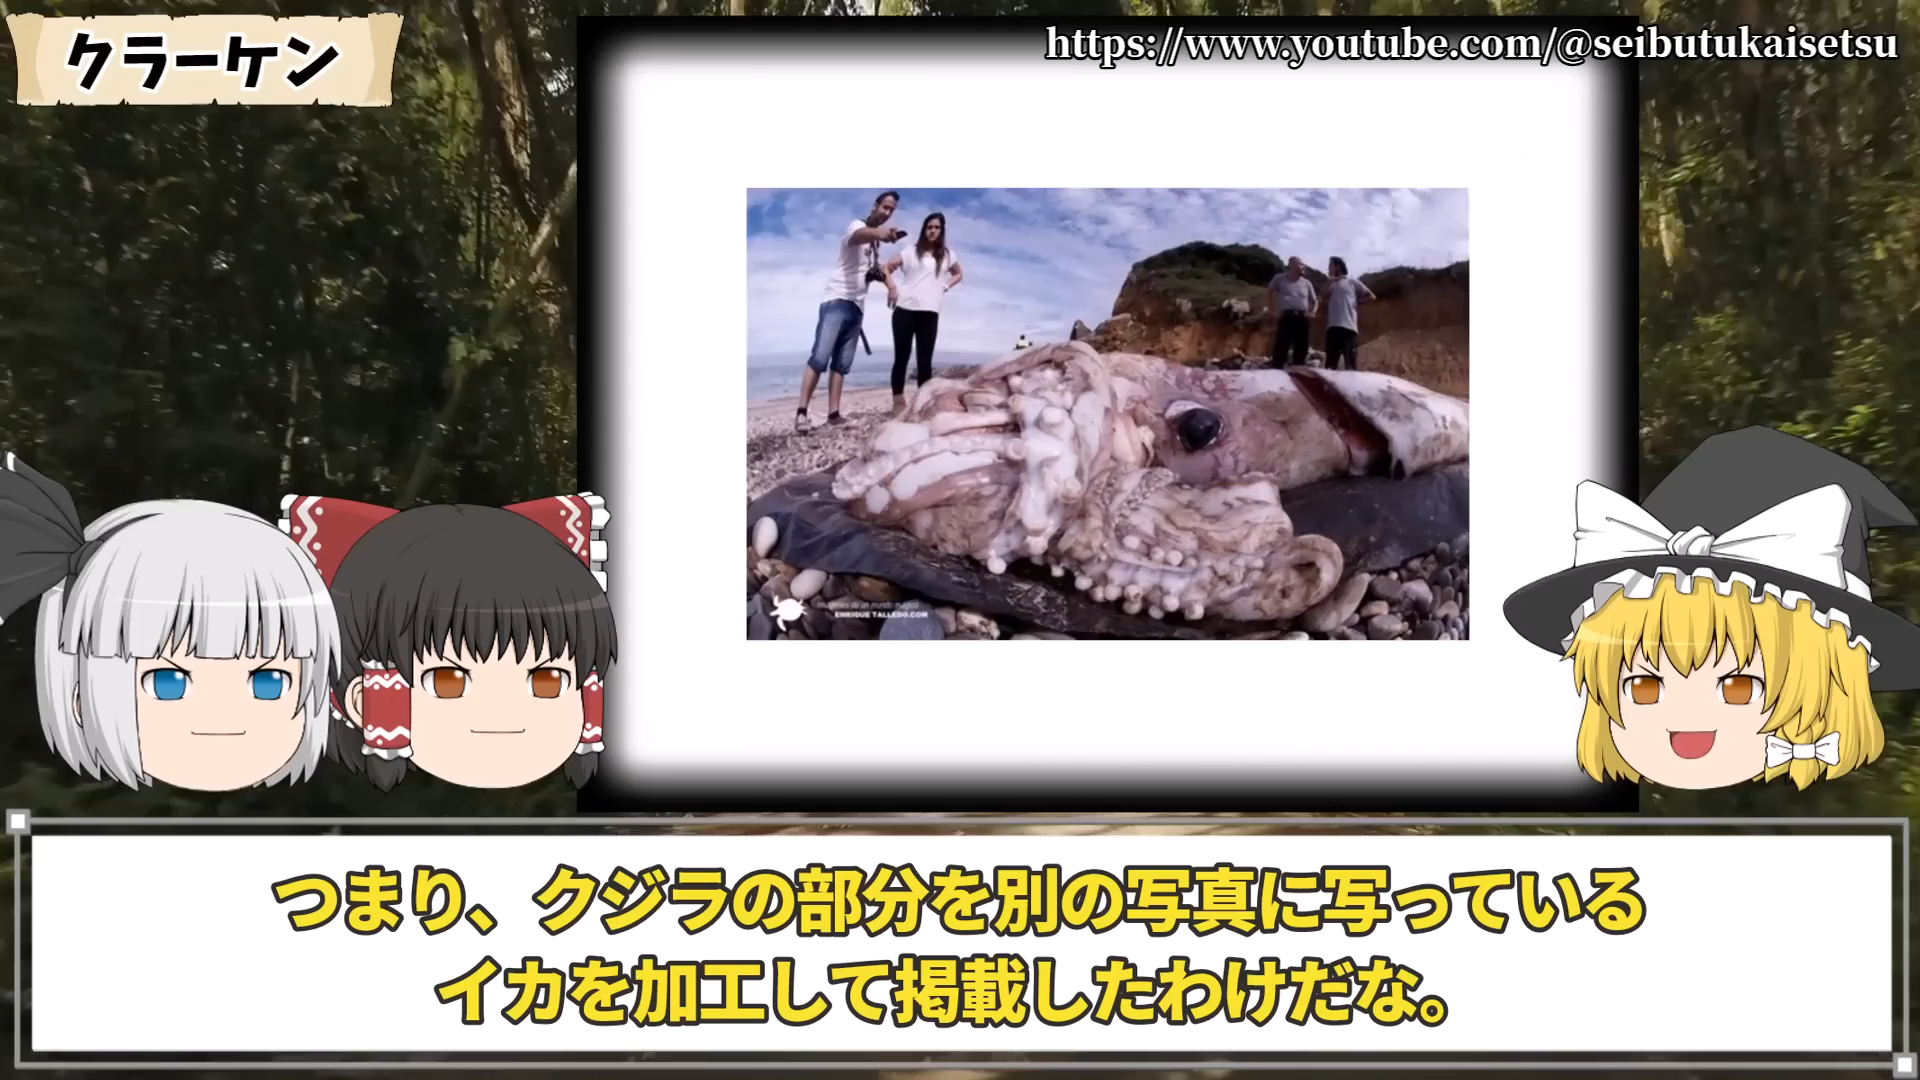 クラーケン
https://www.youtube.com/@seibutukaisetsu
ENRIQUE TALLEDO.COM
つまり、クジラの部分を別の写真に写っている
イカを加工して掲載したわけだな。